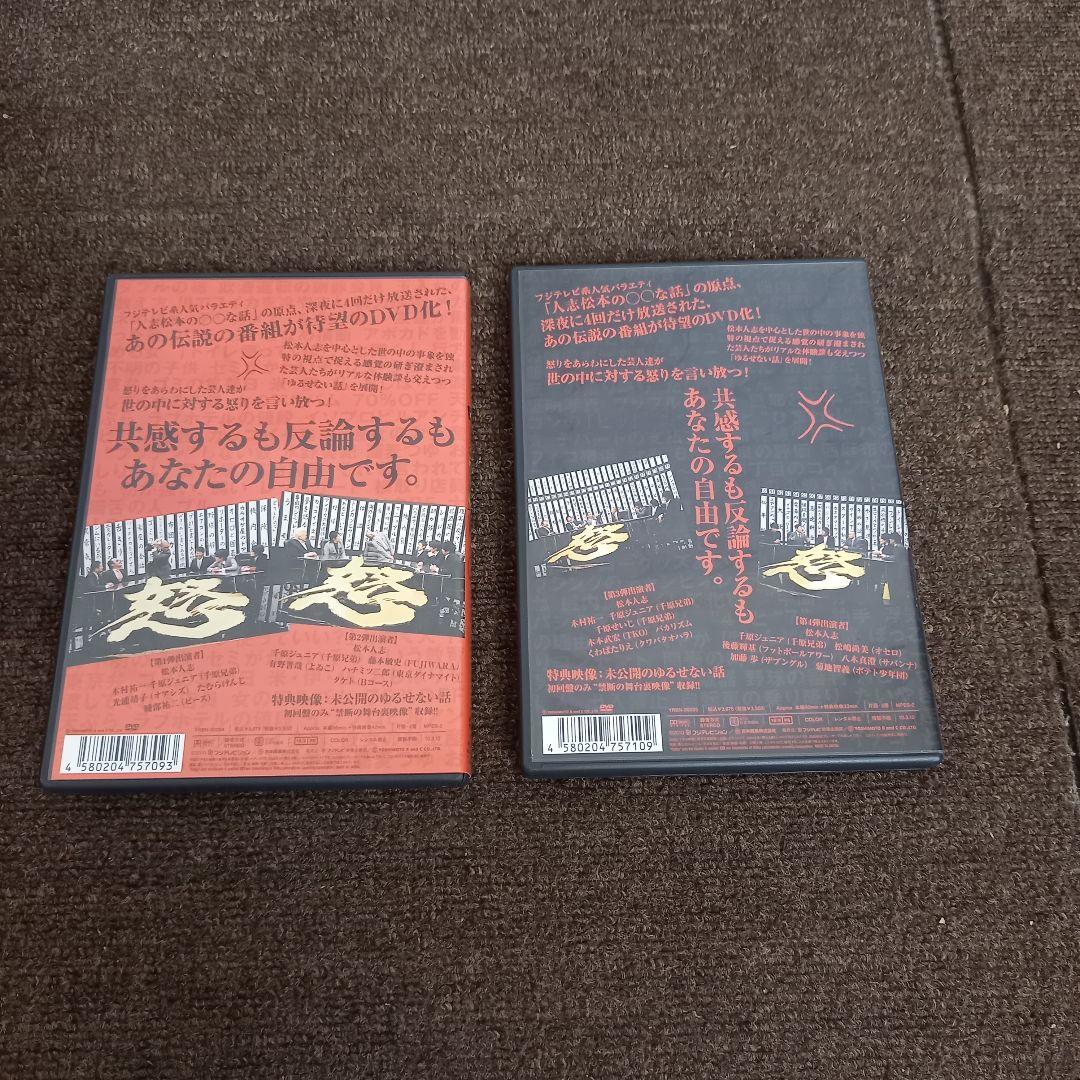 フジテレビ系人気バラエティ
「人志松本の〇〇な話」の原点、深夜に4回だけ放送された、
あの伝説の番組が待望のDVD化!
松本人志を中心とした世の中の事象を独
特の視点で捉える感覚の研ぎ澄まされ
た芸人たちがリアルな体験談も交えつつ
「ゆるせない話」を展開!
怒りをあらわにした芸人達が
世の中に対する怒りを言い放つ!
共感するも反論するも
あなたの自由です。
怒
怒
【第1弾出演者】
松本人志
木村祐一 千原ジュニア(千原兄弟)
光浦靖子(オアシズ) たむらけんじ
綾部祐二(ピース)
【第2弾出演者】
松本人志
千原ジュニア(千原兄弟) 藤本敏史(FUJIWARA)
有野晋哉(よゐこ) ハチミツ二郎(東京ダイナマイト)
タケト(Bコース)
特典映像:未公開のゆるせない話
初回盤のみ“禁断の舞台裏映像”収録!!
DVD
COLOR
4 580204 757093
フジテレビ系人気バラエティ
「人志松本の〇〇な話」の原点、
深夜に4回だけ放送された、
あの伝説の番組が待望のDVD化!
松本人志を中心とした世の中の事象を独
特の視点で捉える感覚の研ぎ澄まされ
た芸人たちがリアルな体験談も交えつつ
「ゆるせない話」を展開!
怒りをあらわにした芸人達が
世の中に対する怒りを言い放つ!
共感するも反論するも
あなたの自由です。
怒
怒
【第3弾出演者】
松本人志
木村祐一 千原ジュニア(千原兄弟)
千原せいじ(千原兄弟)
木本武宏(TKO) バカリズム
くわばたりえ(クワバタオハラ)
【第4弾出演者】
松本人志
千原ジュニア(千原兄弟) 松嶋尚美(オセロ)
後藤輝基(フットボールアワー) 八木真澄(サバンナ)
加藤 歩(ザブングル) 菊地智義(ポテト少年団)
特典映像:未公開のゆるせない話
初回盤のみ“禁断の舞台裏映像”収録!!
DVD
COLOR
フジテレビジョン
4 580204 757109